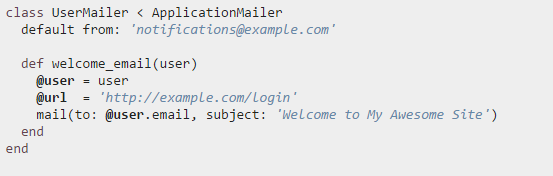 class UserMailer < ApplicationMailer
  default from: 'notifications@example.com'

  def welcome_email(user)
    @user = user
    @url  = 'http://example.com/login'
    mail(to: @user.email, subject: 'Welcome to My Awesome Site')
  end
end